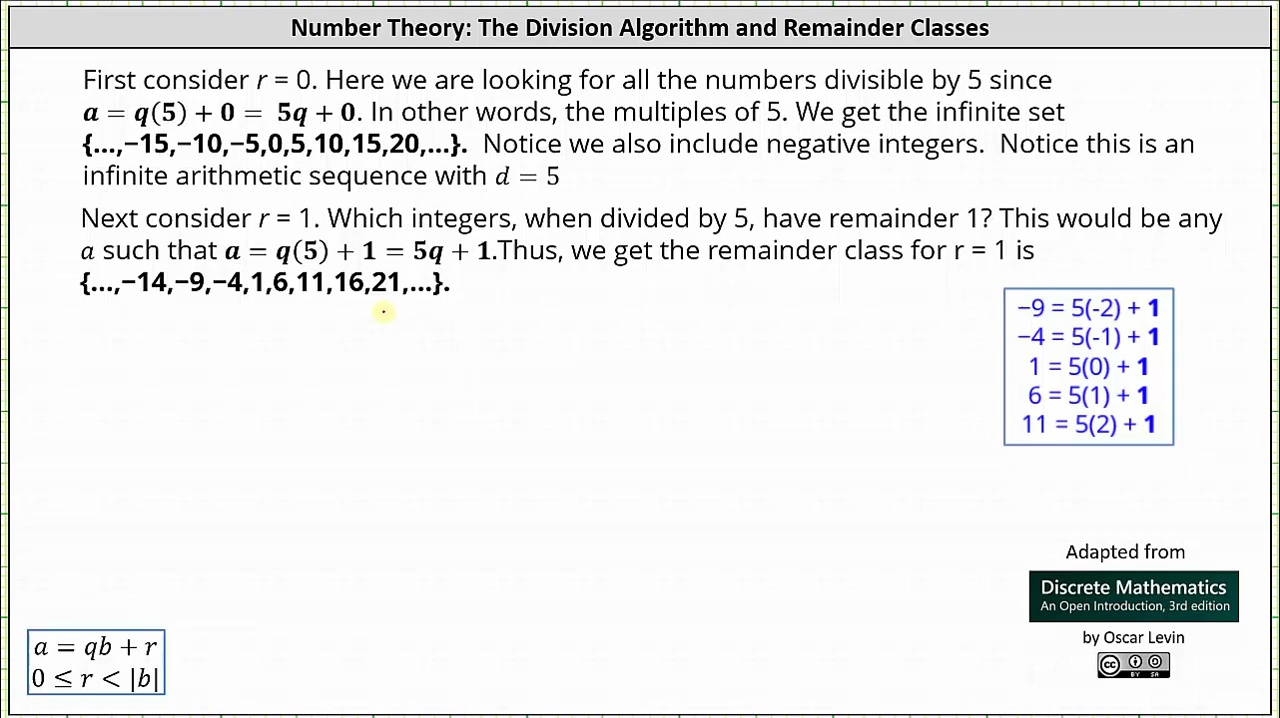 Number Theory: The Division Algorithm and Remainder Classes
First consider r = 0. Here we are looking for all the numbers divisible by 5 since
a = q(5) + 0 = 5q + 0. In other words, the multiples of 5. We get the infinite set
{...,−15,−10,−5,0,5,10,15,20,...}. Notice we also include negative integers. Notice this is an
infinite arithmetic sequence with d = 5
Next consider r = 1. Which integers, when divided by 5, have remainder 1? This would be any
a such that a = q(5) + 1 = 5q + 1.Thus, we get the remainder class for r = 1 is
{...,−14,−9,−4,1,6,11,16,21,...}.
−9 = 5(-2) + 1
−4 = 5(-1) + 1
1 = 5(0) + 1
6 = 5(1) + 1
11 = 5(2) + 1
Adapted from
Discrete Mathematics
An Open Introduction, 3rd edition
by Oscar Levin
cc BY SA
a = qb + r
0 ≤ r < |b|